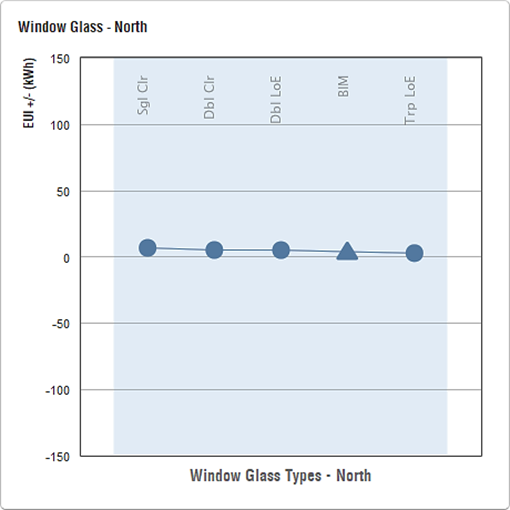 Window Glass - North
EUI +/- (kWh)
150
100
50
0
-50
-100
-150
Sgl Clr
Dbl Clr
Dbl LoE
BIM
Trp LoE
Window Glass Types - North